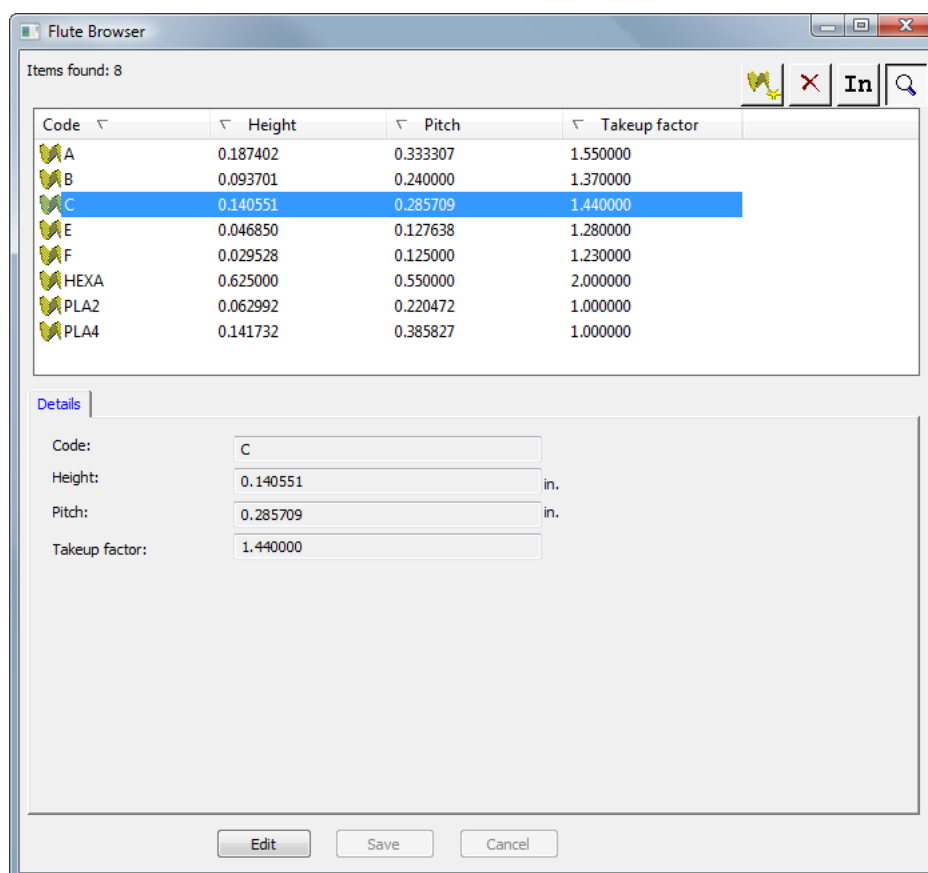 Flute Browser
Items found: 8
In
Code Height Pitch Takeup factor
A 0.187402 0.333307 1.550000
B 0.093701 0.240000 1.370000
C 0.140551 0.285709 1.440000
E 0.046850 0.127638 1.280000
F 0.029528 0.125000 1.230000
HEXA 0.625000 0.550000 2.000000
PLA2 0.062992 0.220472 1.000000
PLA4 0.141732 0.385827 1.000000
Details
Code: C
Height: 0.140551 in.
Pitch: 0.285709 in.
Takeup factor: 1.440000
Edit Save Cancel